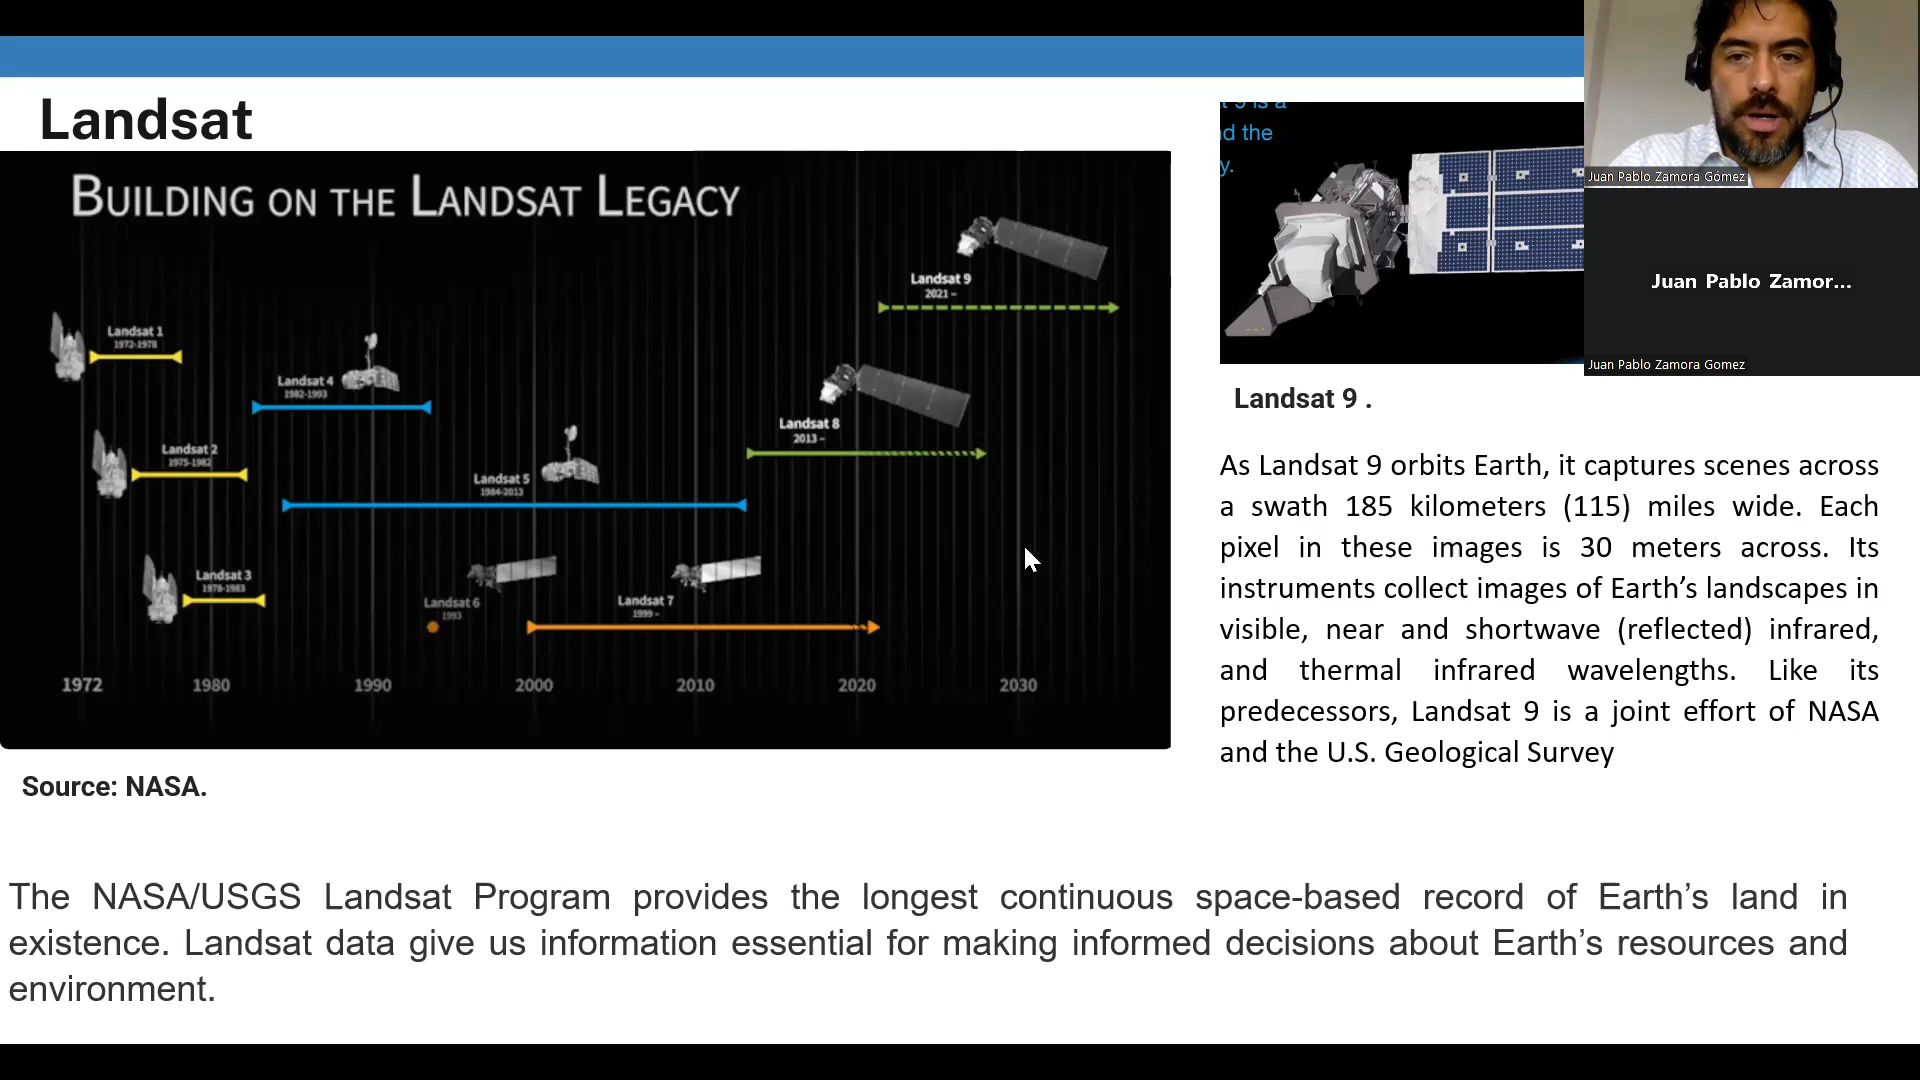 Landsat
BUILDING ON THE LANDSAT LEGACY
Landsat 9
2021 –
Landsat 1
1972-1978
Landsat 4
1982-1993
Landsat 8
2013 –
Landsat 2
1975-1982
Landsat 5
1984-2013
Landsat 3
1978-1983
Landsat 6
1993
Landsat 7
1999 –
1972
1980
1990
2000
2010
2020
2030
Source: NASA.
t 9 is a
d the
y.
Juan Pablo Zamora Gómez
Juan Pablo Zamor...
Juan Pablo Zamora Gomez
Landsat 9 .
As Landsat 9 orbits Earth, it captures scenes across
a swath 185 kilometers (115) miles wide. Each
pixel in these images is 30 meters across. Its
instruments collect images of Earth’s landscapes in
visible, near and shortwave (reflected) infrared,
and thermal infrared wavelengths. Like its
predecessors, Landsat 9 is a joint effort of NASA
and the U.S. Geological Survey
The NASA/USGS Landsat Program provides the longest continuous space-based record of Earth’s land in
existence. Landsat data give us information essential for making informed decisions about Earth’s resources and
environment.